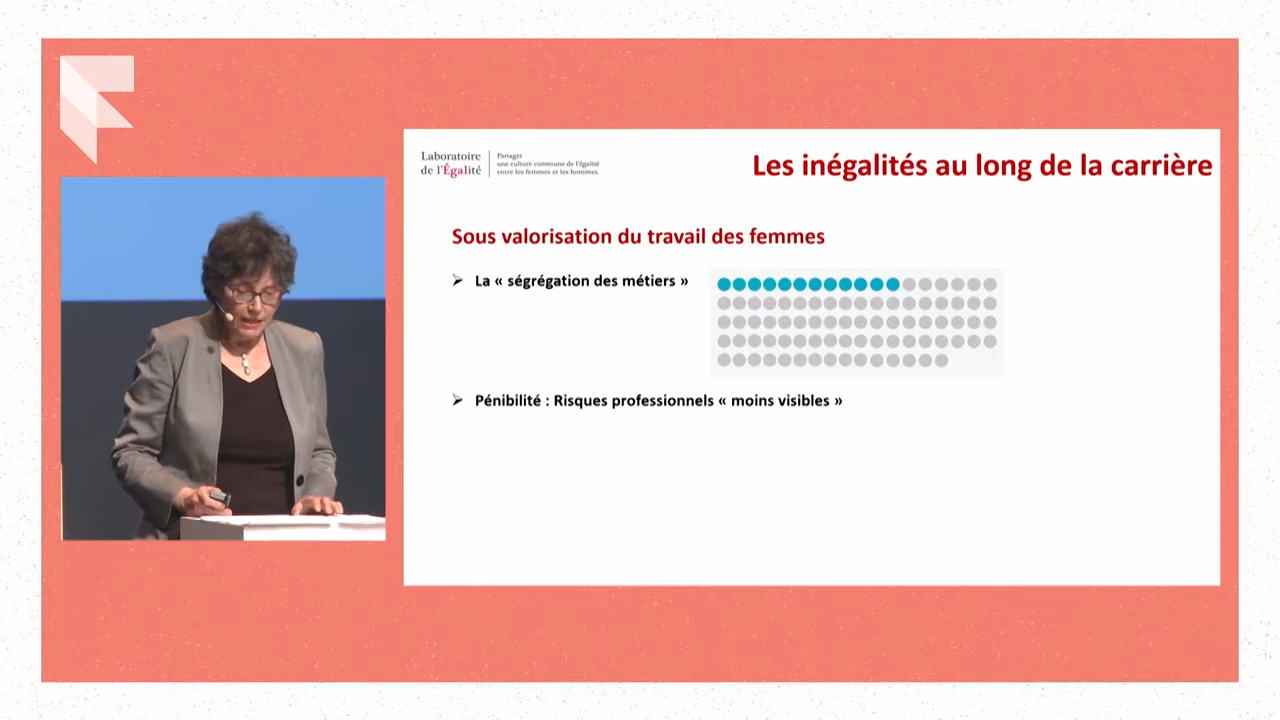 Laboratoire
de l'Égalité
Partager
une culture commune de l'égalité
entre les femmes et les hommes.
Les inégalités au long de la carrière
Sous valorisation du travail des femmes
La « ségrégation des métiers »
Pénibilité : Risques professionnels « moins visibles »